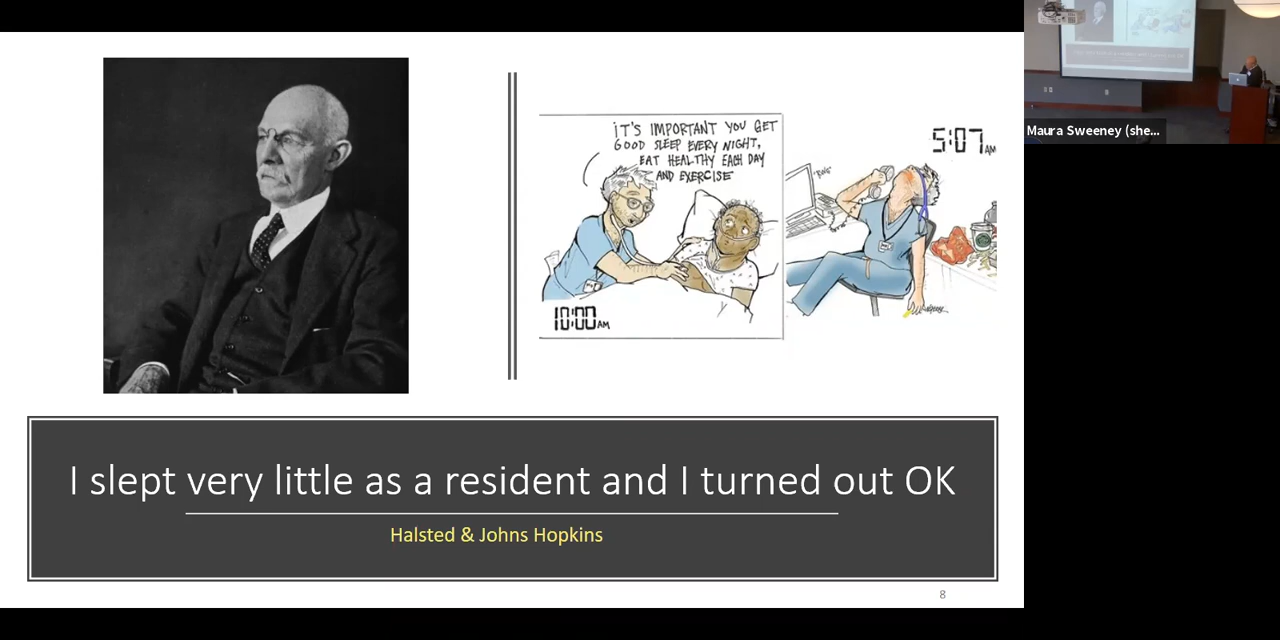 IT'S IMPORTANT YOU GET
GOOD SLEEP EVERY NIGHT,
EAT HEALTHY EACH DAY
AND EXERCISE
10:00 AM
5:07 AM
I slept very little as a resident and I turned out OK
Halsted & Johns Hopkins
8
Maura Sweeney (she...